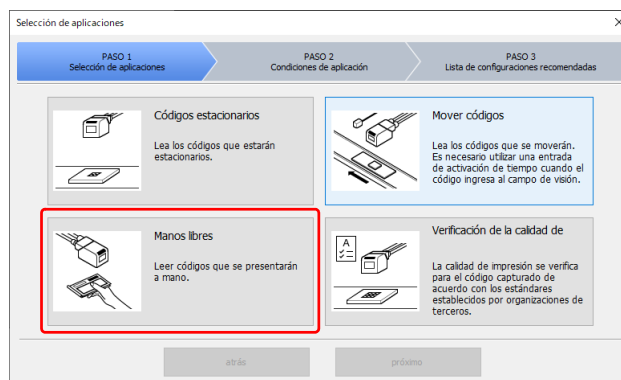 Selección de aplicaciones
PASO 1
Selección de aplicaciones
PASO 2
Condiciones de aplicación
PASO 3
Lista de configuraciones recomendadas
Códigos estacionarios
Lea los códigos que estarán
estacionarios.
Mover códigos
Lea los códigos que se moverán.
Es necesario utilizar una entrada
de activación de tiempo cuando el
código ingresa al campo de visión.
Manos libres
Leer códigos que se presentarán
a mano.
A
Verificación de la calidad de
La calidad de impresión se verifica
para el código capturado de
acuerdo con los estándares
establecidos por organizaciones de
terceros.
atrás
próximo